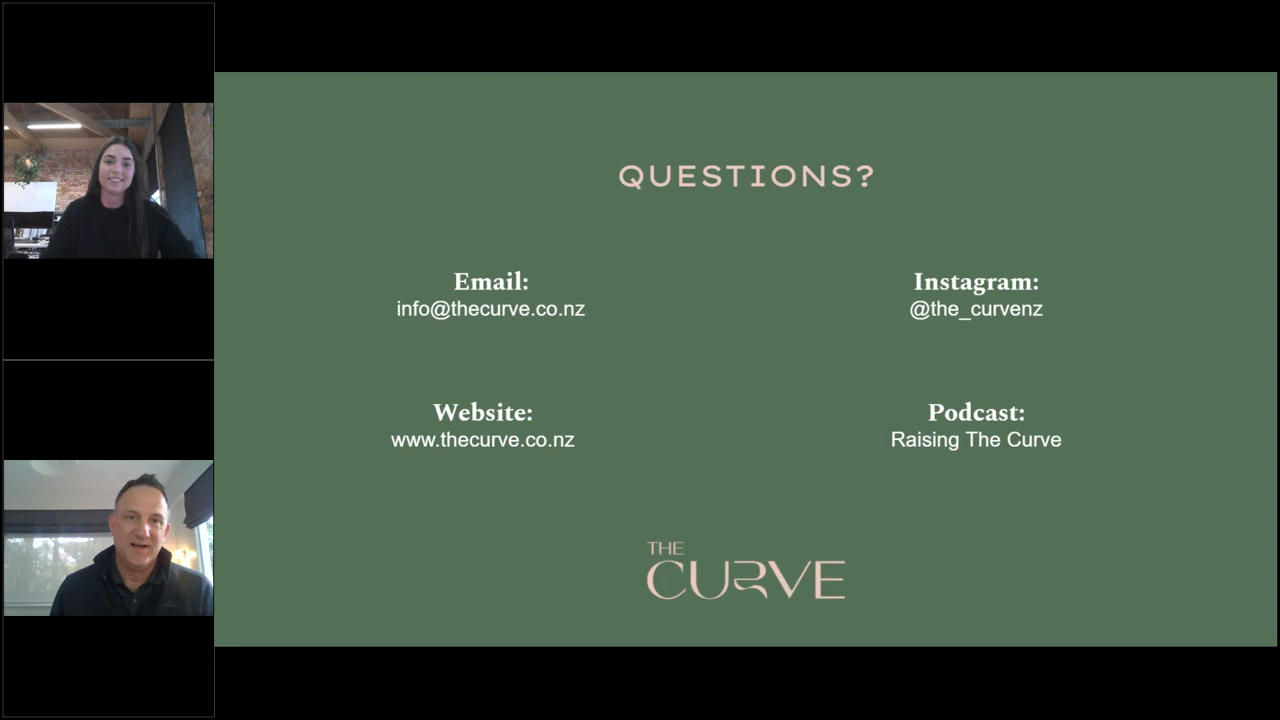 QUESTIONS?
Email:
info@thecurve.co.nz
Instagram:
@the_curvenz
Website:
www.thecurve.co.nz
Podcast:
Raising The Curve
THE
CURVE